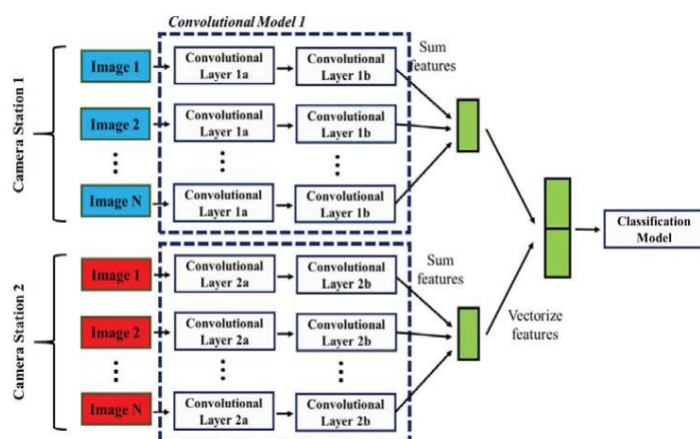 Convolutional Model 1
Camera Station 1
Image 1
Convolutional
Layer 1a
Convolutional
Layer 1b
Sum
features
Image 2
Convolutional
Layer 1a
Convolutional
Layer 1b
Image N
Convolutional
Layer 1a
Convolutional
Layer 1b
Classification
Model
Camera Station 2
Image 1
Convolutional
Layer 2a
Convolutional
Layer 2b
Sum
features
Image 2
Convolutional
Layer 2a
Convolutional
Layer 2b
Vectorize
features
Image N
Convolutional
Layer 2a
Convolutional
Layer 2b